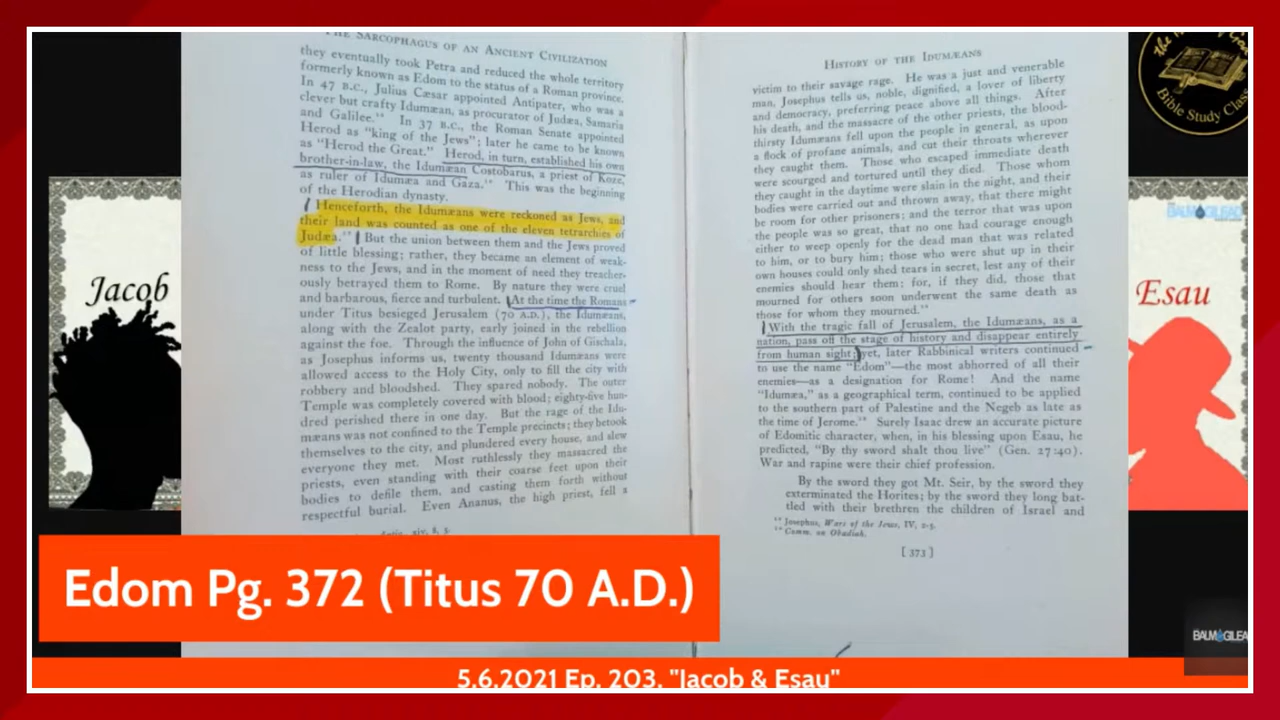 THE SARCOPHAGUS OF AN ANCIENT CIVILIZATION
they eventually took Petra and reduced the whole territory
formerly known as Edom to the status of a Roman province.
In 47 B.C., Julius Cæsar appointed Antipater, who was a
clever but crafty Idumæan, as procurator of Judæa, Samaria
and Galilee." In 37 B.C., the Roman Senate appointed
Herod as "king of the Jews"; later he came to be known
as "Herod the Great." Herod, in turn, established his own
brother-in-law, the Idumæan Costobarus, a priest of Koze,
as ruler of Idumæa and Gaza." This was the beginning
of the Herodian dynasty.
Henceforth, the Idumæans were reckoned as Jews, and
their land was counted as one of the eleven tetrarchies of
Judæa." But the union between them and the Jews proved
of little blessing; rather, they became an element of weak-
ness to the Jews, and in the moment of need they treacher-
ously betrayed them to Rome. By nature they were cruel
and barbarous, fierce and turbulent. At the time the Romans
under Titus besieged Jerusalem (70 A.D.), the Idumæans,
along with the Zealot party, early joined in the rebellion
against the foe. Through the influence of John of Gischala,
as Josephus informs us, twenty thousand Idumæans were
allowed access to the Holy City, only to fill the city with
robbery and bloodshed. They spared nobody. The outer
Temple was completely covered with blood; eighty-five hun-
dred perished there in one day. But the rage of the Idu-
mæans was not confined to the Temple precincts; they betook
themselves to the city, and plundered every house, and slew
everyone they met. Most ruthlessly they massacred the
priests, even standing with their coarse feet upon their
bodies to defile them, and casting them forth without
respectful burial. Even Ananus, the high priest, fell a
xiv, 8, 5.
HISTORY OF THE IDUMÆANS
victim to their savage rage. He was a just and venerable
man, Josephus tells us, noble, dignified, a lover of liberty
and democracy, preferring peace above all things. After
his death, and the massacre of the other priests, the blood-
thirsty Idumæans fell upon the people in general, as upon
a flock of profane animals, and cut their throats wherever
they caught them. Those who escaped immediate death
were scourged and tortured until they died. Those whom
they caught in the daytime were slain in the night, and their
bodies were carried out and thrown away, that there might
be room for other prisoners; and the terror that was upon
the people was so great, that no one had courage enough
either to weep openly for the dead man that was related
to him, or to bury him; those who were shut up in their
own houses could only shed tears in secret, lest any of their
enemies should hear them; for, if they did, those that
mourned for others soon underwent the same death as
those for whom they mourned."
With the tragic fall of Jerusalem, the Idumæans, as a
nation, pass off the stage of history and disappear entirely
from human sight; yet, later Rabbinical writers continued
to use the name "Edom"—the most abhorred of all their
enemies—as a designation for Rome! And the name
"Idumæa," as a geographical term, continued to be applied
to the southern part of Palestine and the Negeb as late as
the time of Jerome." Surely Isaac drew an accurate picture
of Edomitic character, when, in his blessing upon Esau, he
predicted, "By thy sword shalt thou live" (Gen. 27:40).
War and rapine were their chief profession.
By the sword they got Mt. Seir, by the sword they
exterminated the Horites; by the sword they long bat-
tled with their brethren the children of Israel and
Josephus, Wars of the Jews, IV, 2-5.
Comm. on Obadiah.
[373]
Jacob
Esau
Bible Study Class
BALM GILEAD
Edom Pg. 372 (Titus 70 A.D.)
5.6.2021 Ep. 203. "Jacob & Esau"